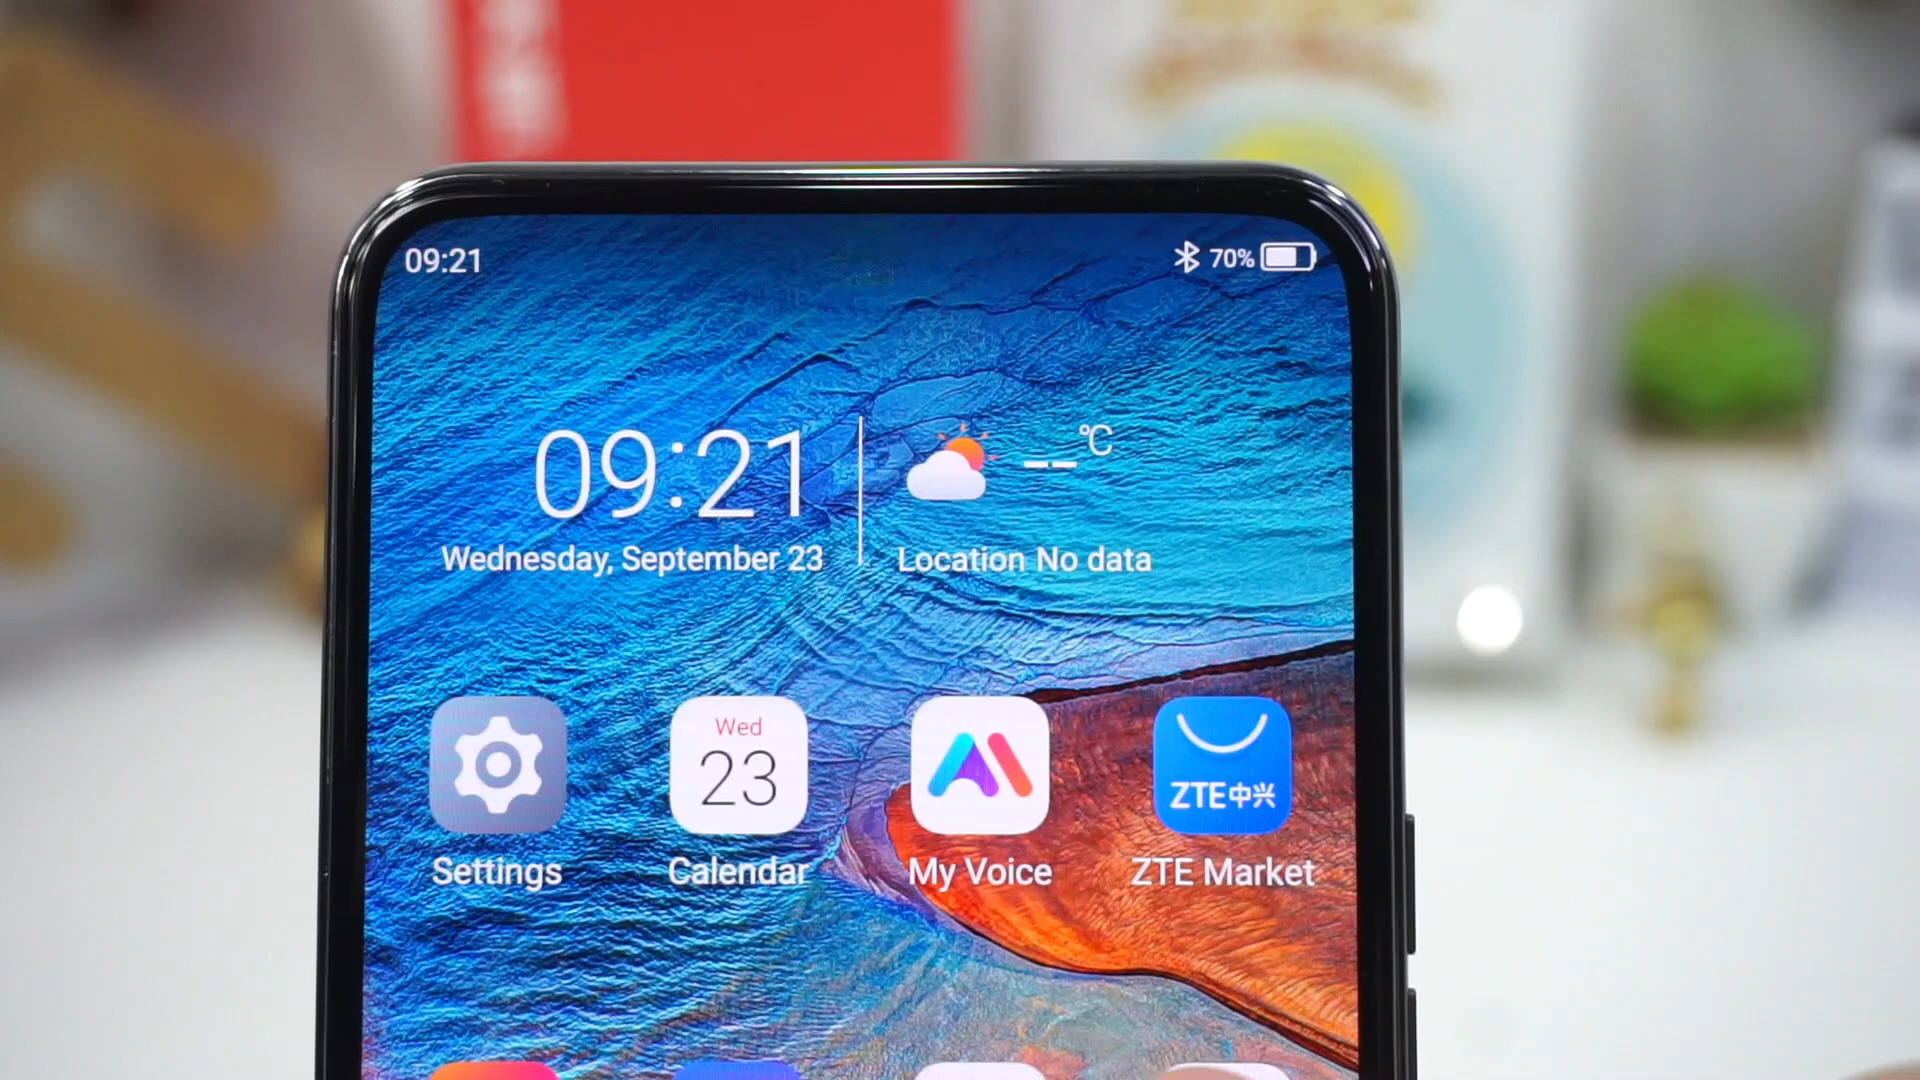 09:21
70%
09:21
°C
Wednesday, September 23
Location No data
Wed
23
ZTE中兴
Settings
Calendar
My Voice
ZTE Market